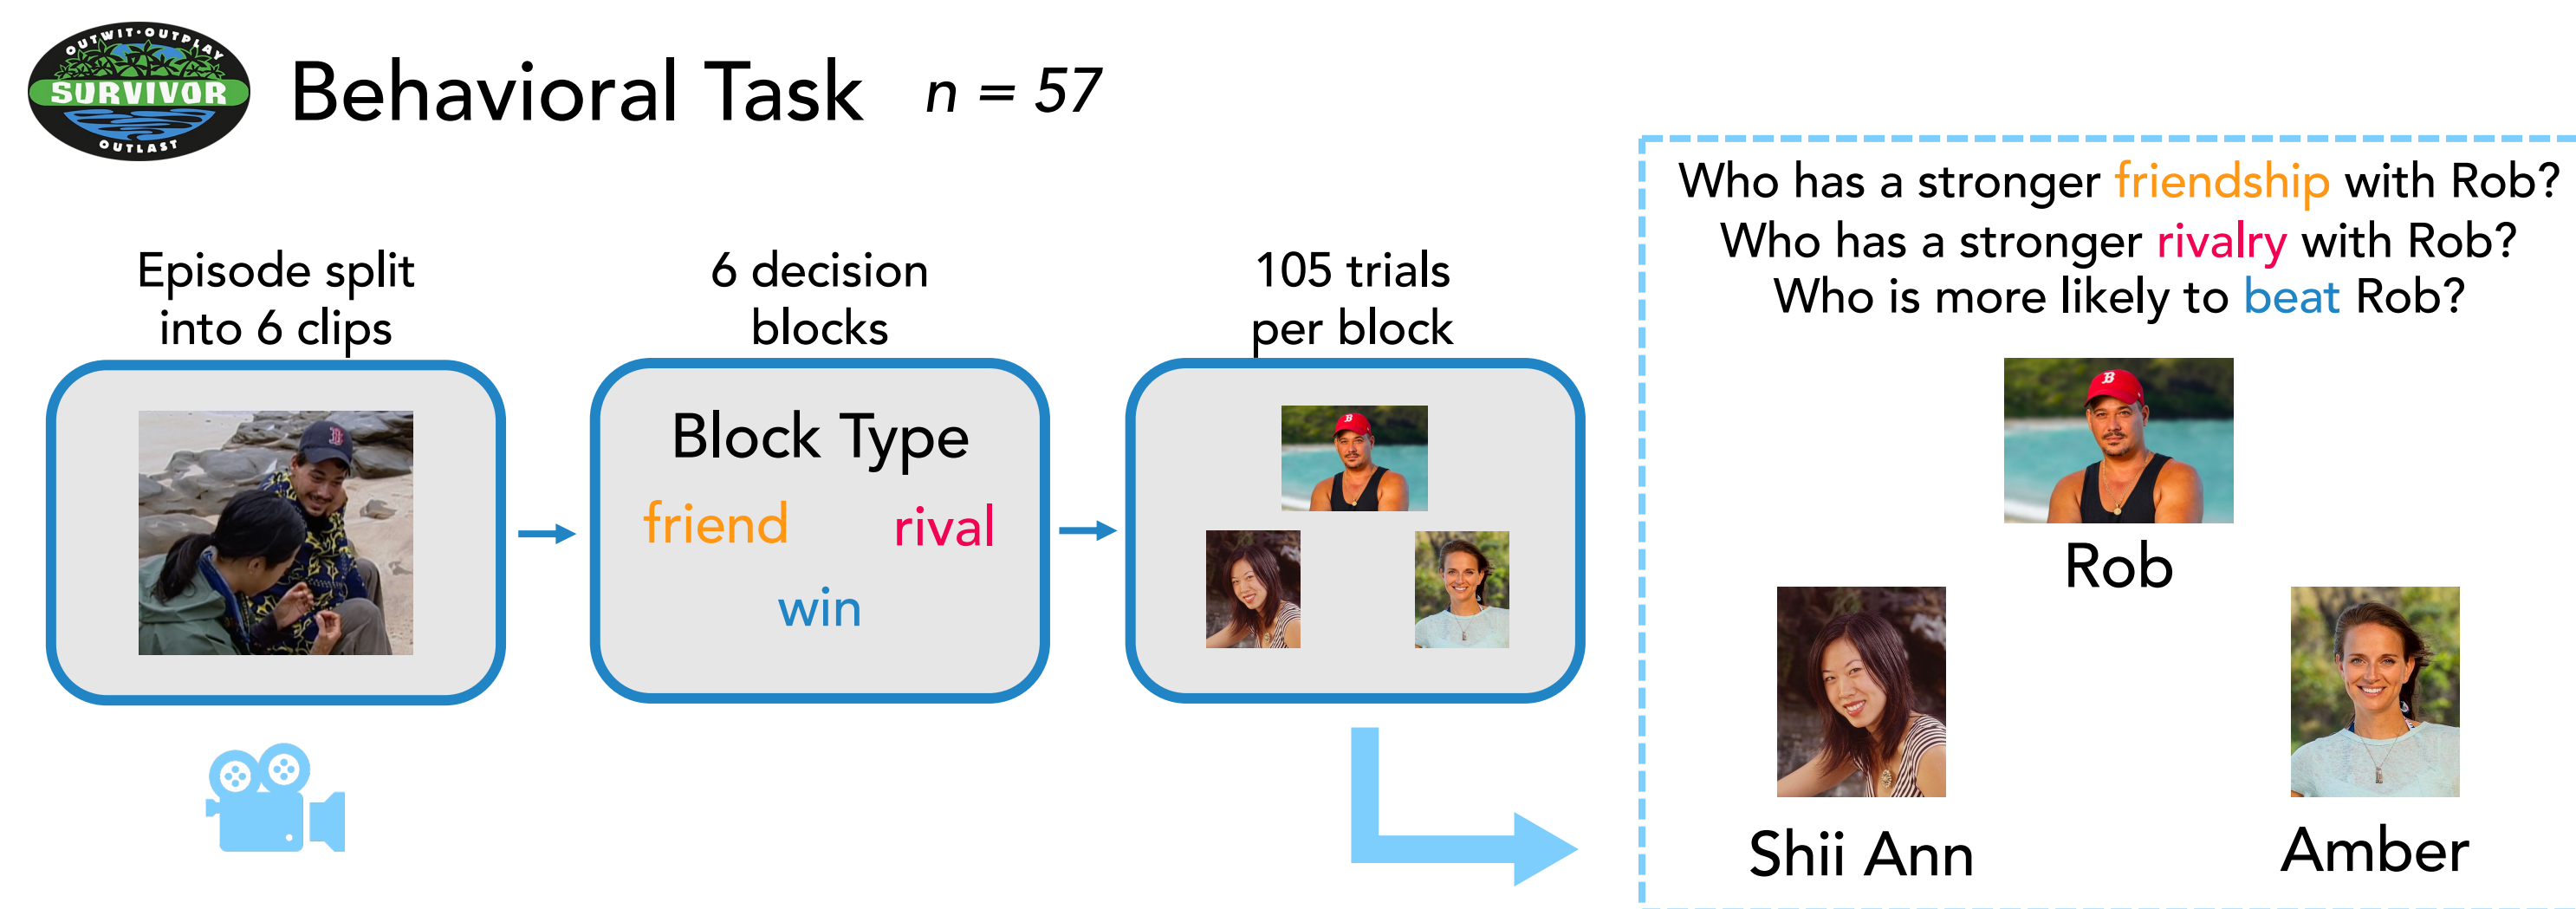 OUTWIT·OUTPLAY
SURVIVOR
OUTLAST
Behavioral Task n = 57
Episode split
into 6 clips
6 decision
blocks
Block Type
friend rival
win
105 trials
per block
B
Who has a stronger friendship with Rob?
Who has a stronger rivalry with Rob?
Who is more likely to beat Rob?
B
Rob
Shii Ann
Amber